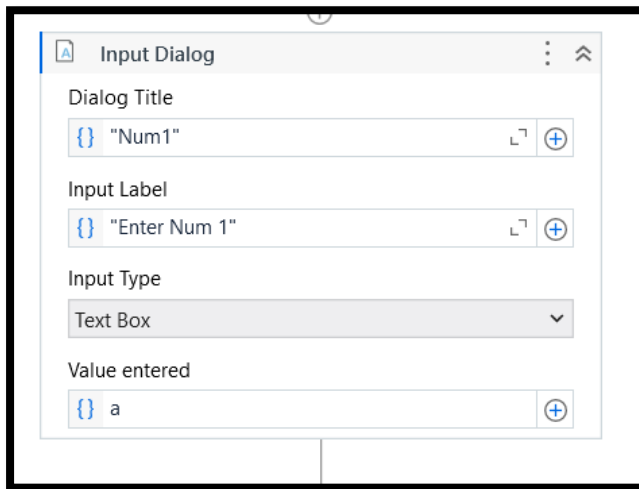 Input Dialog
Dialog Title
{} "Num1"
Input Label
{} "Enter Num 1"
Input Type
Text Box
Value entered
{} a